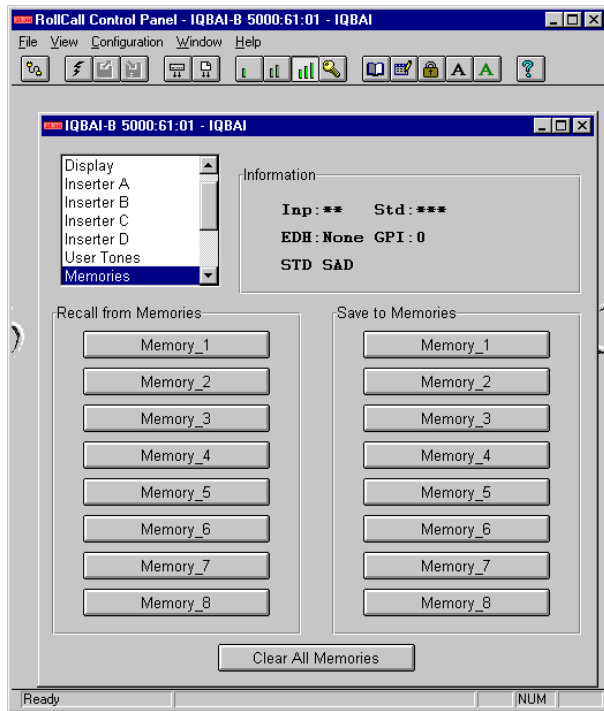 RollCall Control Panel - IQBAI-B 5000:61:01 - IQBAI
File View Configuration Window Help
A A ?
IQBAI-B 5000:61:01 - IQBAI
Display
Inserter A
Inserter B
Inserter C
Inserter D
User Tones
Memories
Information
Inp:** Std:***
EDH:None GPI:0
STD SAD
Recall from Memories
Save to Memories
Memory_1 Memory_1
Memory_2 Memory_2
Memory_3 Memory_3
Memory_4 Memory_4
Memory_5 Memory_5
Memory_6 Memory_6
Memory_7 Memory_7
Memory_8 Memory_8
Clear All Memories
Ready NUM